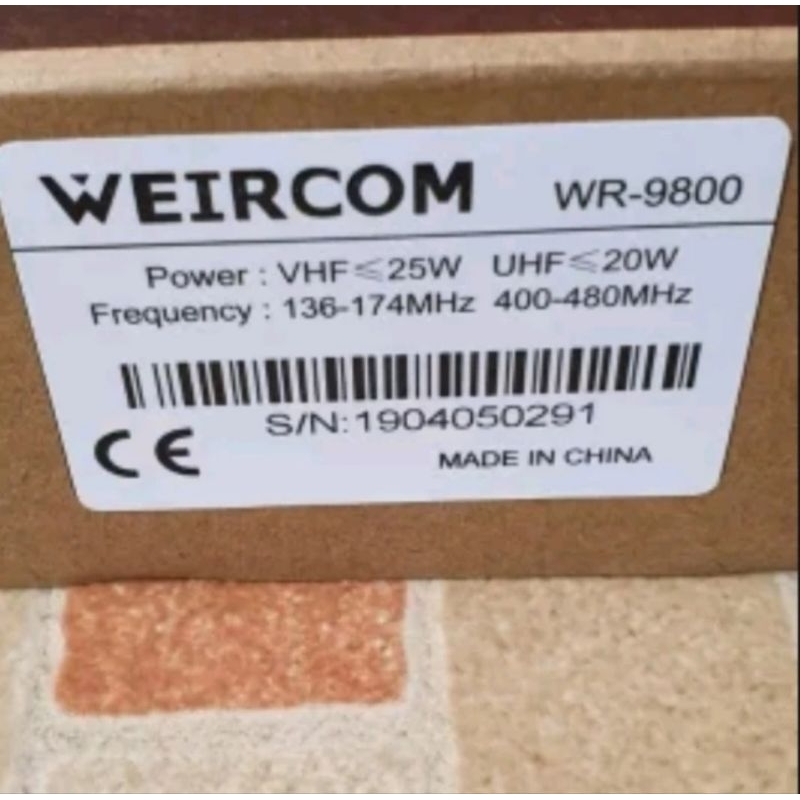 WEIRCOM WR-9800
Power : VHF≤25W UHF≤20W
Frequency : 136-174MHz 400-480MHz
S/N:1904050291
CE MADE IN CHINA